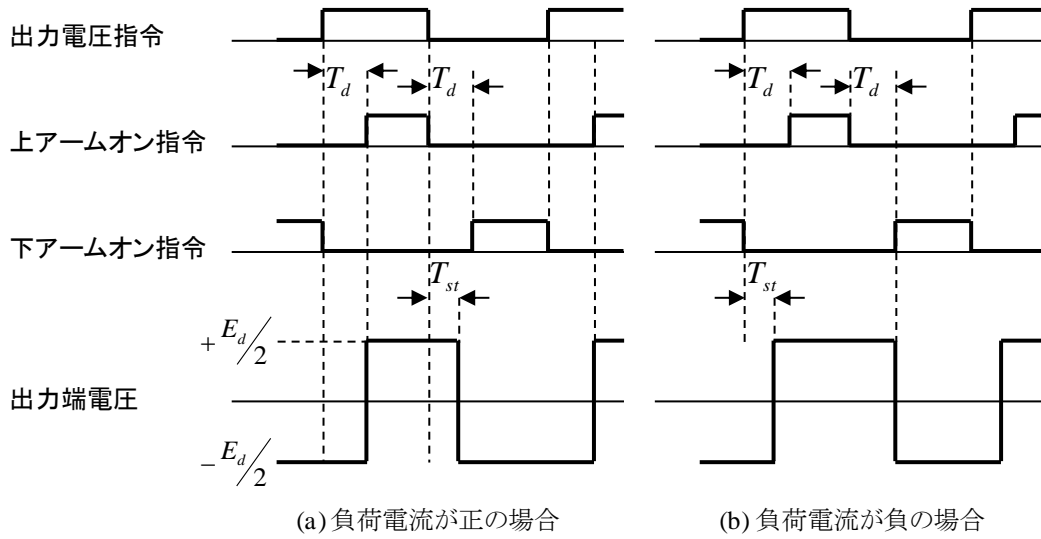 出力電圧指令
T_d T_d T_d T_d
上アームオン指令
下アームオン指令
T_st T_st
+E_d/2
出力端電圧
−E_d/2
(a) 負荷電流が正の場合
(b) 負荷電流が負の場合